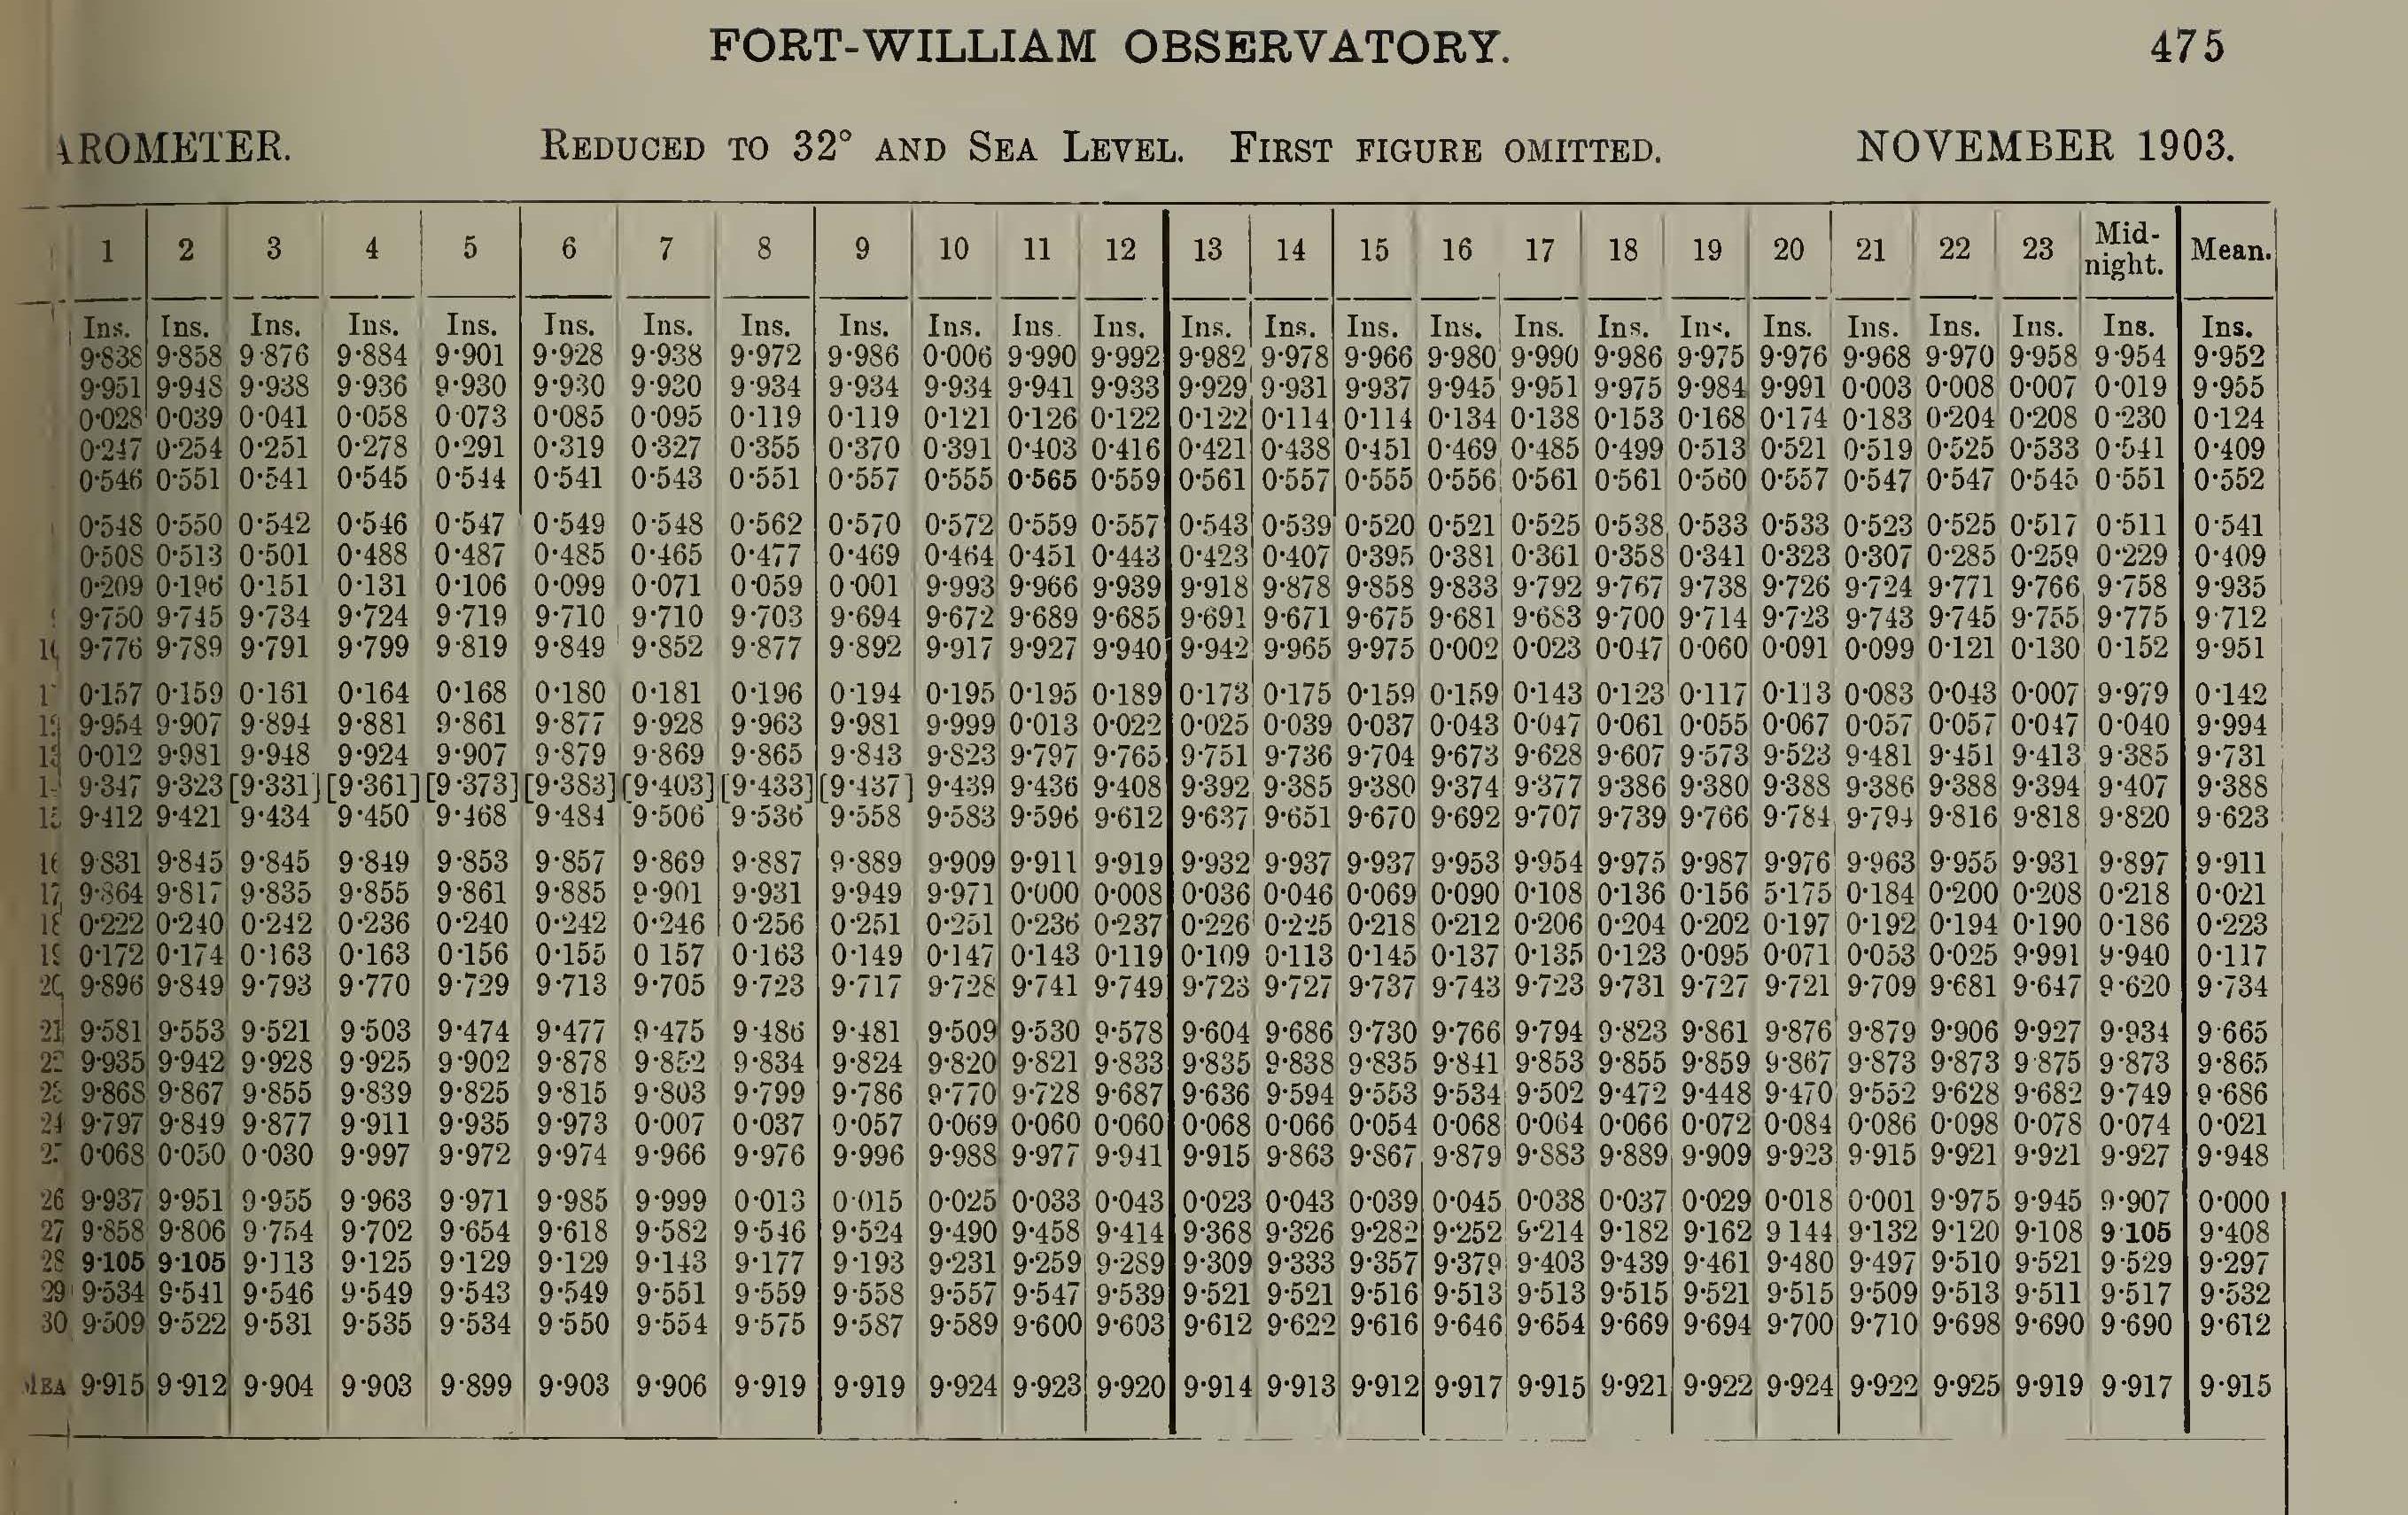 FORT-WILLIAM OBSERVATORY. 475
AROMETER. REDUCED TO 32° AND SEA LEVEL. FIRST FIGURE OMITTED. NOVEMBER 1903.
1 2 3 4 5 6 7 8 9 10 11 12 13 14 15 16 17 18 19 20 21 22 23 Mid-night. Mean.
Ins. Ins. Ins. Ins. Ins. Ins. Ins. Ins. Ins. Ins. Ins. Ins. Ins. Ins. Ins. Ins. Ins. Ins. Ins. Ins. Ins. Ins. Ins. Ins. Ins.
9·838 9·858 9·876 9·884 9·901 9·928 9·938 9·972 9·986 0·006 9·990 9·992 9·982 9·978 9·966 9·980 9·990 9·986 9·975 9·976 9·968 9·970 9·958 9·954 9·952
9·951 9·948 9·938 9·936 9·930 9·930 9·930 9·934 9·934 9·934 9·941 9·933 9·929 9·931 9·937 9·945 9·951 9·975 9·984 9·991 0·003 0·008 0·007 0·019 9·955
0·028 0·039 0·041 0·058 0·073 0·085 0·095 0·119 0·119 0·121 0·126 0·122 0·122 0·114 0·114 0·134 0·138 0·153 0·168 0·174 0·183 0·204 0·208 0·230 0·124
0·247 0·254 0·251 0·278 0·291 0·319 0·327 0·355 0·370 0·391 0·403 0·416 0·421 0·438 0·451 0·469 0·485 0·499 0·513 0·521 0·519 0·525 0·533 0·541 0·409
0·546 0·551 0·541 0·545 0·544 0·541 0·543 0·551 0·557 0·555 0·565 0·559 0·561 0·557 0·555 0·556 0·561 0·561 0·560 0·557 0·547 0·547 0·545 0·551 0·552
0·548 0·550 0·542 0·546 0·547 0·549 0·548 0·562 0·570 0·572 0·559 0·557 0·543 0·539 0·520 0·521 0·525 0·538 0·533 0·533 0·523 0·525 0·517 0·511 0·541
0·508 0·513 0·501 0·488 0·487 0·485 0·465 0·477 0·469 0·464 0·451 0·443 0·423 0·407 0·395 0·381 0·361 0·358 0·341 0·323 0·307 0·285 0·259 0·229 0·409
0·209 0·196 0·151 0·131 0·106 0·099 0·071 0·059 0·001 9·993 9·966 9·939 9·918 9·878 9·858 9·833 9·792 9·767 9·738 9·726 9·724 9·771 9·766 9·758 9·935
9·750 9·745 9·734 9·724 9·719 9·710 9·710 9·703 9·694 9·672 9·689 9·685 9·691 9·671 9·675 9·681 9·683 9·700 9·714 9·723 9·743 9·745 9·755 9·775 9·712
10 9·776 9·789 9·791 9·799 9·819 9·849 9·852 9·877 9·892 9·917 9·927 9·940 9·942 9·965 9·975 0·002 0·023 0·047 0·060 0·091 0·099 0·121 0·130 0·152 9·951
0·157 0·159 0·161 0·164 0·168 0·180 0·181 0·196 0·194 0·195 0·195 0·189 0·173 0·175 0·159 0·159 0·143 0·123 0·117 0·113 0·083 0·043 0·007 9·979 0·142
12 9·954 9·907 9·894 9·881 9·861 9·877 9·928 9·963 9·981 9·999 0·013 0·022 0·025 0·039 0·037 0·043 0·047 0·061 0·055 0·067 0·057 0·057 0·047 0·040 9·994
13 0·012 9·981 9·948 9·924 9·907 9·879 9·869 9·865 9·843 9·823 9·797 9·765 9·751 9·736 9·704 9·673 9·628 9·607 9·573 9·523 9·481 9·451 9·413 9·385 9·731
14 9·347 9·323 [9·331] [9·361] [9·373] [9·383] [9·403] [9·433] [9·437] 9·439 9·436 9·408 9·392 9·385 9·380 9·374 9·377 9·386 9·380 9·388 9·386 9·388 9·394 9·407 9·388
15 9·412 9·421 9·434 9·450 9·468 9·484 9·506 9·536 9·558 9·583 9·596 9·612 9·637 9·651 9·670 9·692 9·707 9·739 9·766 9·784 9·794 9·816 9·818 9·820 9·623
16 9·831 9·845 9·845 9·849 9·853 9·857 9·869 9·887 9·889 9·909 9·911 9·919 9·932 9·937 9·937 9·953 9·954 9·975 9·987 9·976 9·963 9·955 9·931 9·897 9·911
17 9·864 9·817 9·835 9·855 9·861 9·885 9·901 9·931 9·949 9·971 0·000 0·008 0·036 0·046 0·069 0·090 0·108 0·136 0·156 5·175 0·184 0·200 0·208 0·218 0·021
18 0·222 0·240 0·242 0·236 0·240 0·242 0·246 0·256 0·251 0·251 0·236 0·237 0·226 0·225 0·218 0·212 0·206 0·204 0·202 0·197 0·192 0·194 0·190 0·186 0·223
19 0·172 0·174 0·163 0·163 0·156 0·155 0 157 0·163 0·149 0·147 0·143 0·119 0·109 0·113 0·145 0·137 0·135 0·123 0·095 0·071 0·053 0·025 9·991 9·940 0·117
20 9·896 9·849 9·793 9·770 9·729 9·713 9·705 9·723 9·717 9·728 9·741 9·749 9·723 9·727 9·737 9·743 9·723 9·731 9·727 9·721 9·709 9·681 9·647 9·620 9·734
21 9·581 9·553 9·521 9·503 9·474 9·477 9·475 9·486 9·481 9·509 9·530 9·578 9·604 9·686 9·730 9·766 9·794 9·823 9·861 9·876 9·879 9·906 9·927 9·934 9·665
22 9·935 9·942 9·928 9·925 9·902 9·878 9·852 9·834 9·824 9·820 9·821 9·833 9·835 9·838 9·835 9·841 9·853 9·855 9·859 9·867 9·873 9·873 9·875 9·873 9·865
23 9·868 9·867 9·855 9·839 9·825 9·815 9·803 9·799 9·786 9·770 9·728 9·687 9·636 9·594 9·553 9·534 9·502 9·472 9·448 9·470 9·552 9·628 9·682 9·749 9·686
24 9·797 9·849 9·877 9·911 9·935 9·973 0·007 0·037 0·057 0·069 0·060 0·060 0·068 0·066 0·054 0·068 0·064 0·066 0·072 0·084 0·086 0·098 0·078 0·074 0·021
25 0·068 0·050 0·030 9·997 9·972 9·974 9·966 9·976 9·996 9·988 9·977 9·941 9·915 9·863 9·867 9·879 9·883 9·889 9·909 9·923 9·915 9·921 9·921 9·927 9·948
26 9·937 9·951 9·955 9·963 9·971 9·985 9·999 0·013 0·015 0·025 0·033 0·043 0·023 0·043 0·039 0·045 0·038 0·037 0·029 0·018 0·001 9·975 9·945 9·907 0·000
27 9·858 9·806 9·754 9·702 9·654 9·618 9·582 9·546 9·524 9·490 9·458 9·414 9·368 9·326 9·282 9·252 9·214 9·182 9·162 9 144 9·132 9·120 9·108 9·105 9·408
28 9·105 9·105 9·113 9·125 9·129 9·129 9·143 9·177 9·193 9·231 9·259 9·289 9·309 9·333 9·357 9·379 9·403 9·439 9·461 9·480 9·497 9·510 9·521 9·529 9·297
29 9·534 9·541 9·546 9·549 9·543 9·549 9·551 9·559 9·558 9·557 9·547 9·539 9·521 9·521 9·516 9·513 9·513 9·515 9·521 9·515 9·509 9·513 9·511 9·517 9·532
30 9·509 9·522 9·531 9·535 9·534 9·550 9·554 9·575 9·587 9·589 9·600 9·603 9·612 9·622 9·616 9·646 9·654 9·669 9·694 9·700 9·710 9·698 9·690 9·690 9·612
MEA 9·915 9·912 9·904 9·903 9·899 9·903 9·906 9·919 9·919 9·924 9·923 9·920 9·914 9·913 9·912 9·917 9·915 9·921 9·922 9·924 9·922 9·925 9·919 9·917 9·915